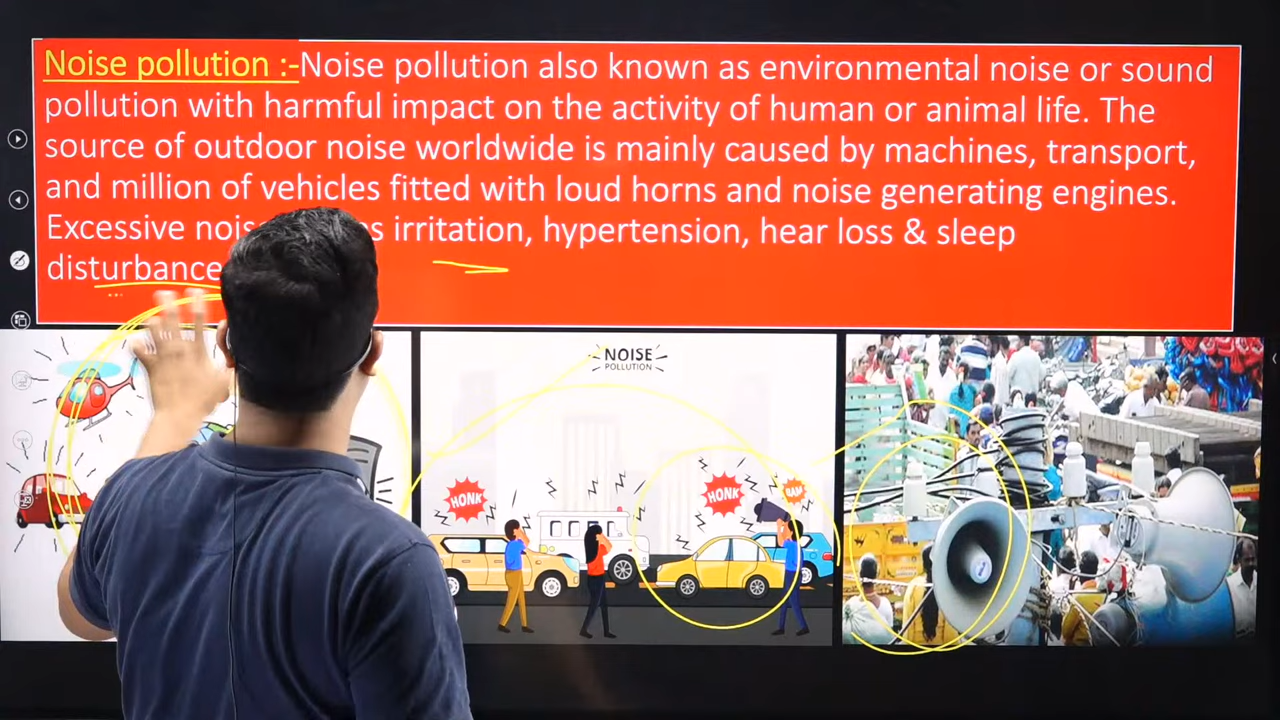 Noise pollution :-Noise pollution also known as environmental noise or sound
pollution with harmful impact on the activity of human or animal life. The
source of outdoor noise worldwide is mainly caused by machines, transport,
and million of vehicles fitted with loud horns and noise generating engines.
Excessive irritation, hypertension, hear loss & sleep
disturbance
NOISE
POLLUTION
HONK
HONK